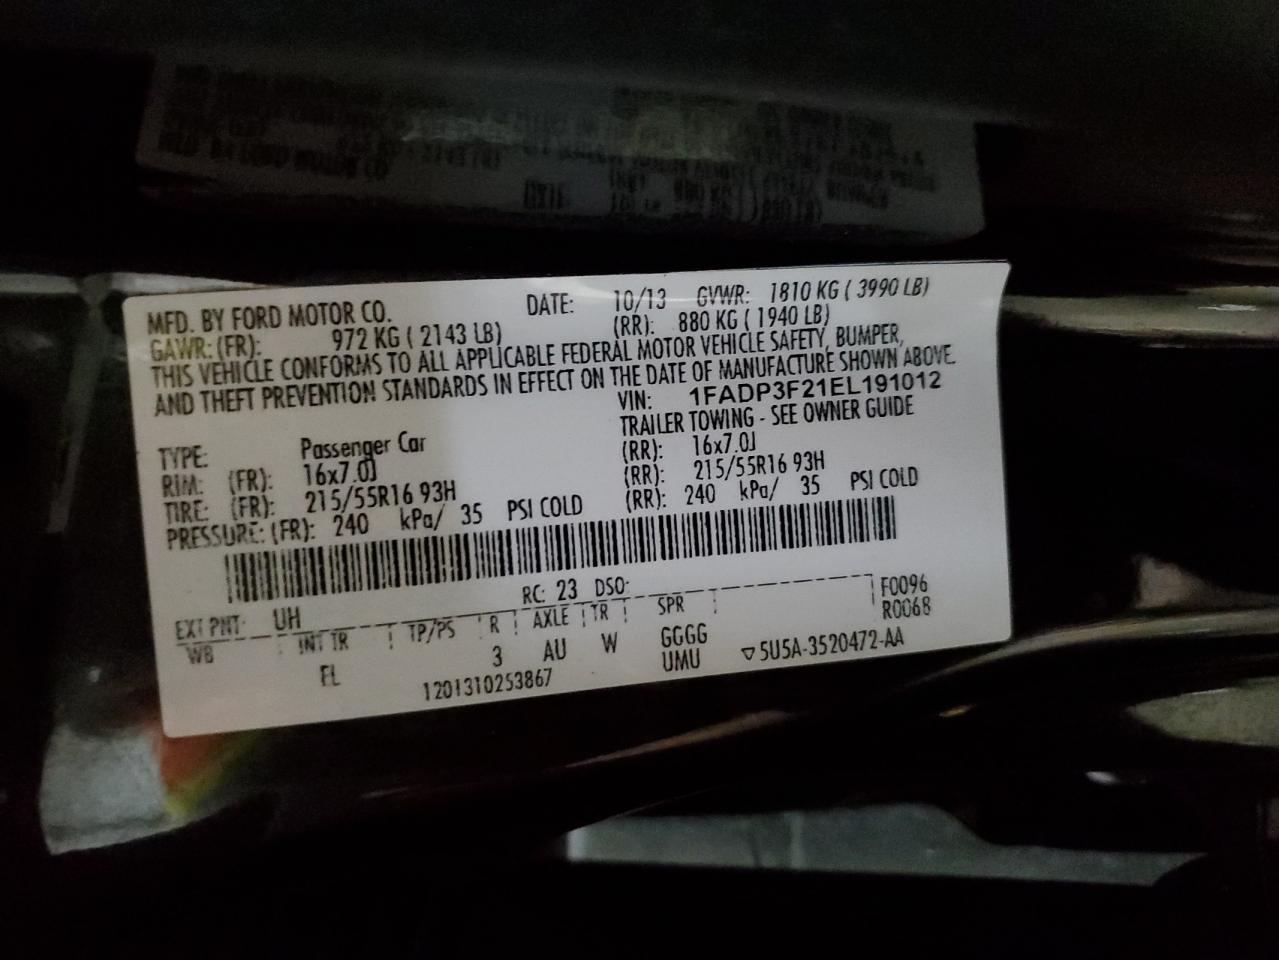 MFD. BY FORD MOTOR CO. DATE: 10/13 GVWR: 1810 KG ( 3990 LB)
GAWR: (FR): 972 KG ( 2143 LB) (RR): 880 KG ( 1940 LB)
THIS VEHICLE CONFORMS TO ALL APPLICABLE FEDERAL MOTOR VEHICLE SAFETY, BUMPER,
AND THEFT PREVENTION STANDARDS IN EFFECT ON THE DATE OF MANUFACTURE SHOWN ABOVE.
VIN: 1FADP3F21EL191012
TYPE: Passenger Car TRAILER TOWING - SEE OWNER GUIDE
RIM: (FR): 16x7.0J (RR): 16x7.0J
TIRE: (FR): 215/55R16 93H (RR): 215/55R16 93H
PRESSURE: (FR): 240 kPa/ 35 PSI COLD (RR): 240 kPa/ 35 PSI COLD
EXT PNT: UH RC: 23 DSO: F0096
WB INT TR TP/PS R AXLE TR SPR R0068
FL 3 AU W GGGG
1201310253867 UMU ▽5U5A-3520472-AA